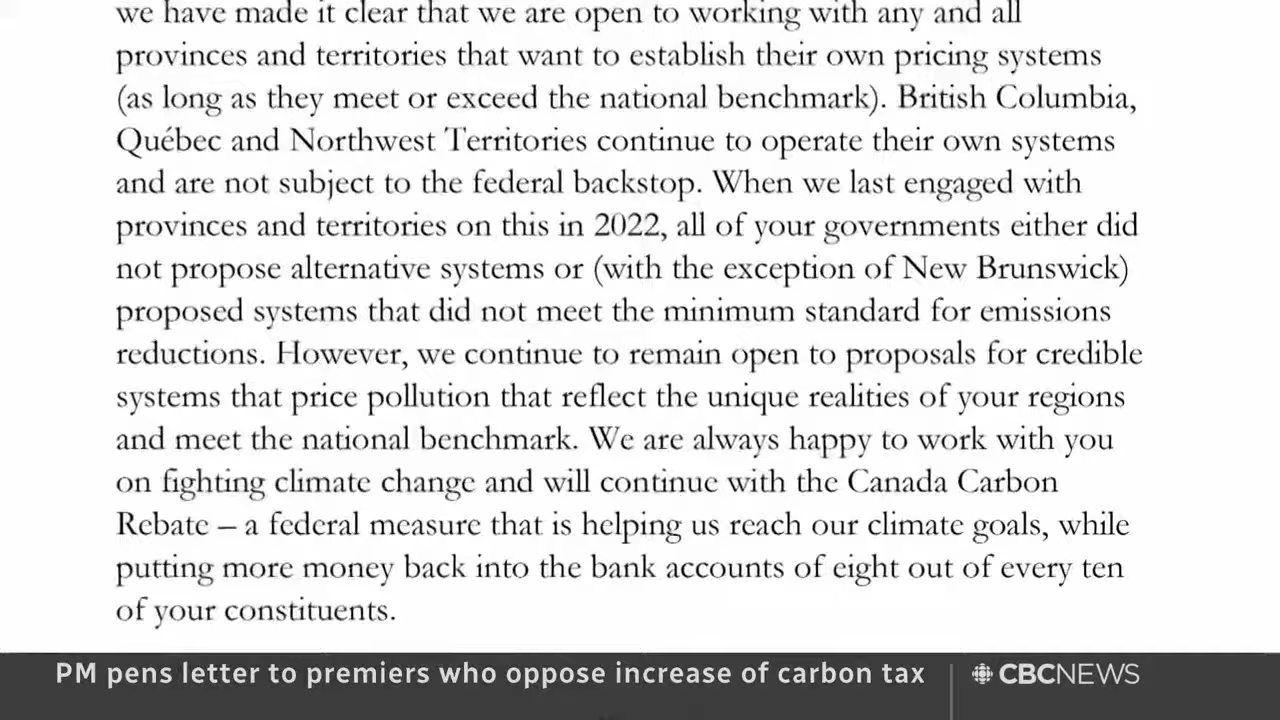 we have made it clear that we are open to working with any and all
provinces and territories that want to establish their own pricing systems
(as long as they meet or exceed the national benchmark). British Columbia,
Québec and Northwest Territories continue to operate their own systems
and are not subject to the federal backstop. When we last engaged with
provinces and territories on this in 2022, all of your governments either did
not propose alternative systems or (with the exception of New Brunswick)
proposed systems that did not meet the minimum standard for emissions
reductions. However, we continue to remain open to proposals for credible
systems that price pollution that reflect the unique realities of your regions
and meet the national benchmark. We are always happy to work with you
on fighting climate change and will continue with the Canada Carbon
Rebate – a federal measure that is helping us reach our climate goals, while
putting more money back into the bank accounts of eight out of every ten
of your constituents.
PM pens letter to premiers who oppose increase of carbon tax
CBCNEWS